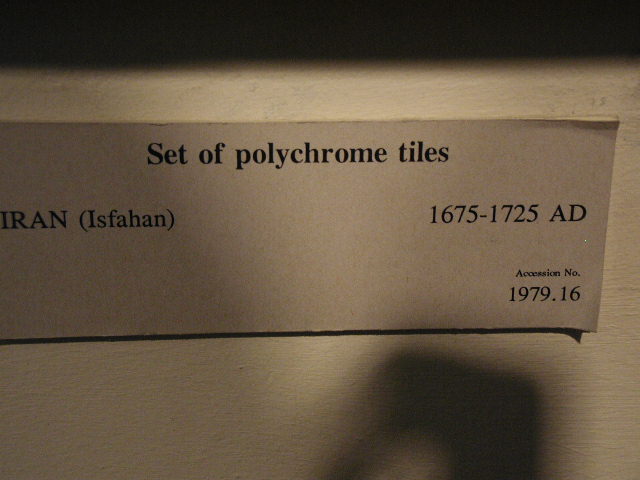 Set of polychrome tiles
IRAN (Isfahan) 1675-1725 AD
Accession No.
1979.16